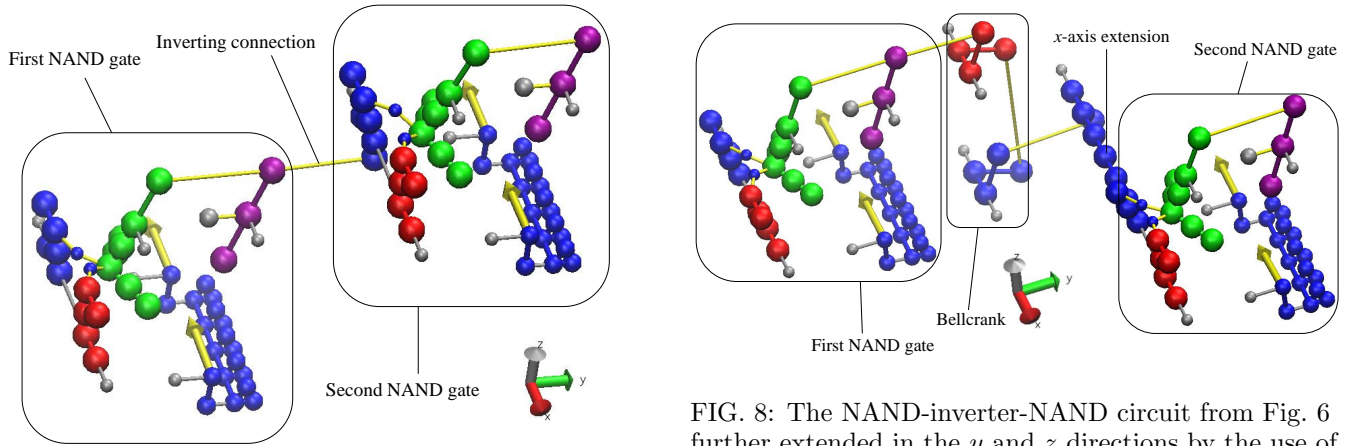 First NAND gate
Inverting connection
Second NAND gate
z
y
x
x-axis extension
Second NAND gate
Bellcrank
First NAND gate
z
y
x
FIG. 8: The NAND-inverter-NAND circuit from Fig. 6
further extended in the y and z directions by the use of